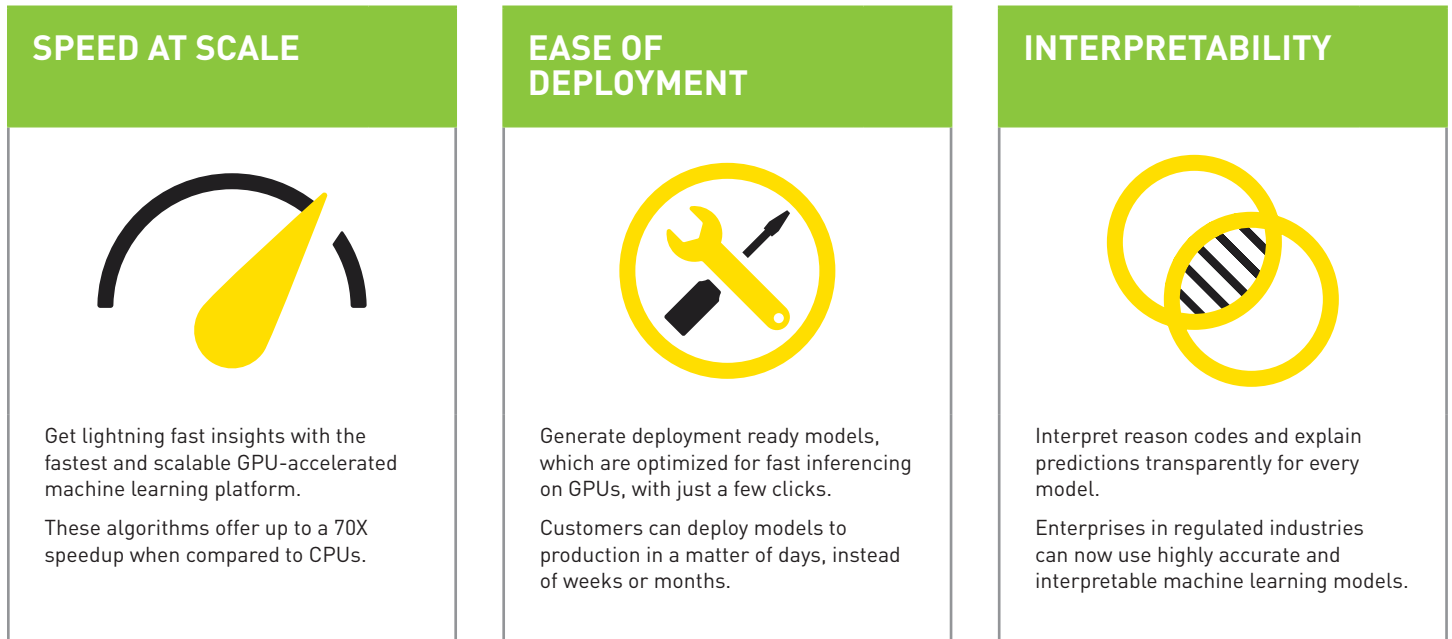 SPEED AT SCALE
Get lightning fast insights with the
fastest and scalable GPU-accelerated
machine learning platform.
These algorithms offer up to a 70X
speedup when compared to CPUs.
EASE OF
DEPLOYMENT
Generate deployment ready models,
which are optimized for fast inferencing
on GPUs, with just a few clicks.
Customers can deploy models to
production in a matter of days, instead
of weeks or months.
INTERPRETABILITY
Interpret reason codes and explain
predictions transparently for every
model.
Enterprises in regulated industries
can now use highly accurate and
interpretable machine learning models.